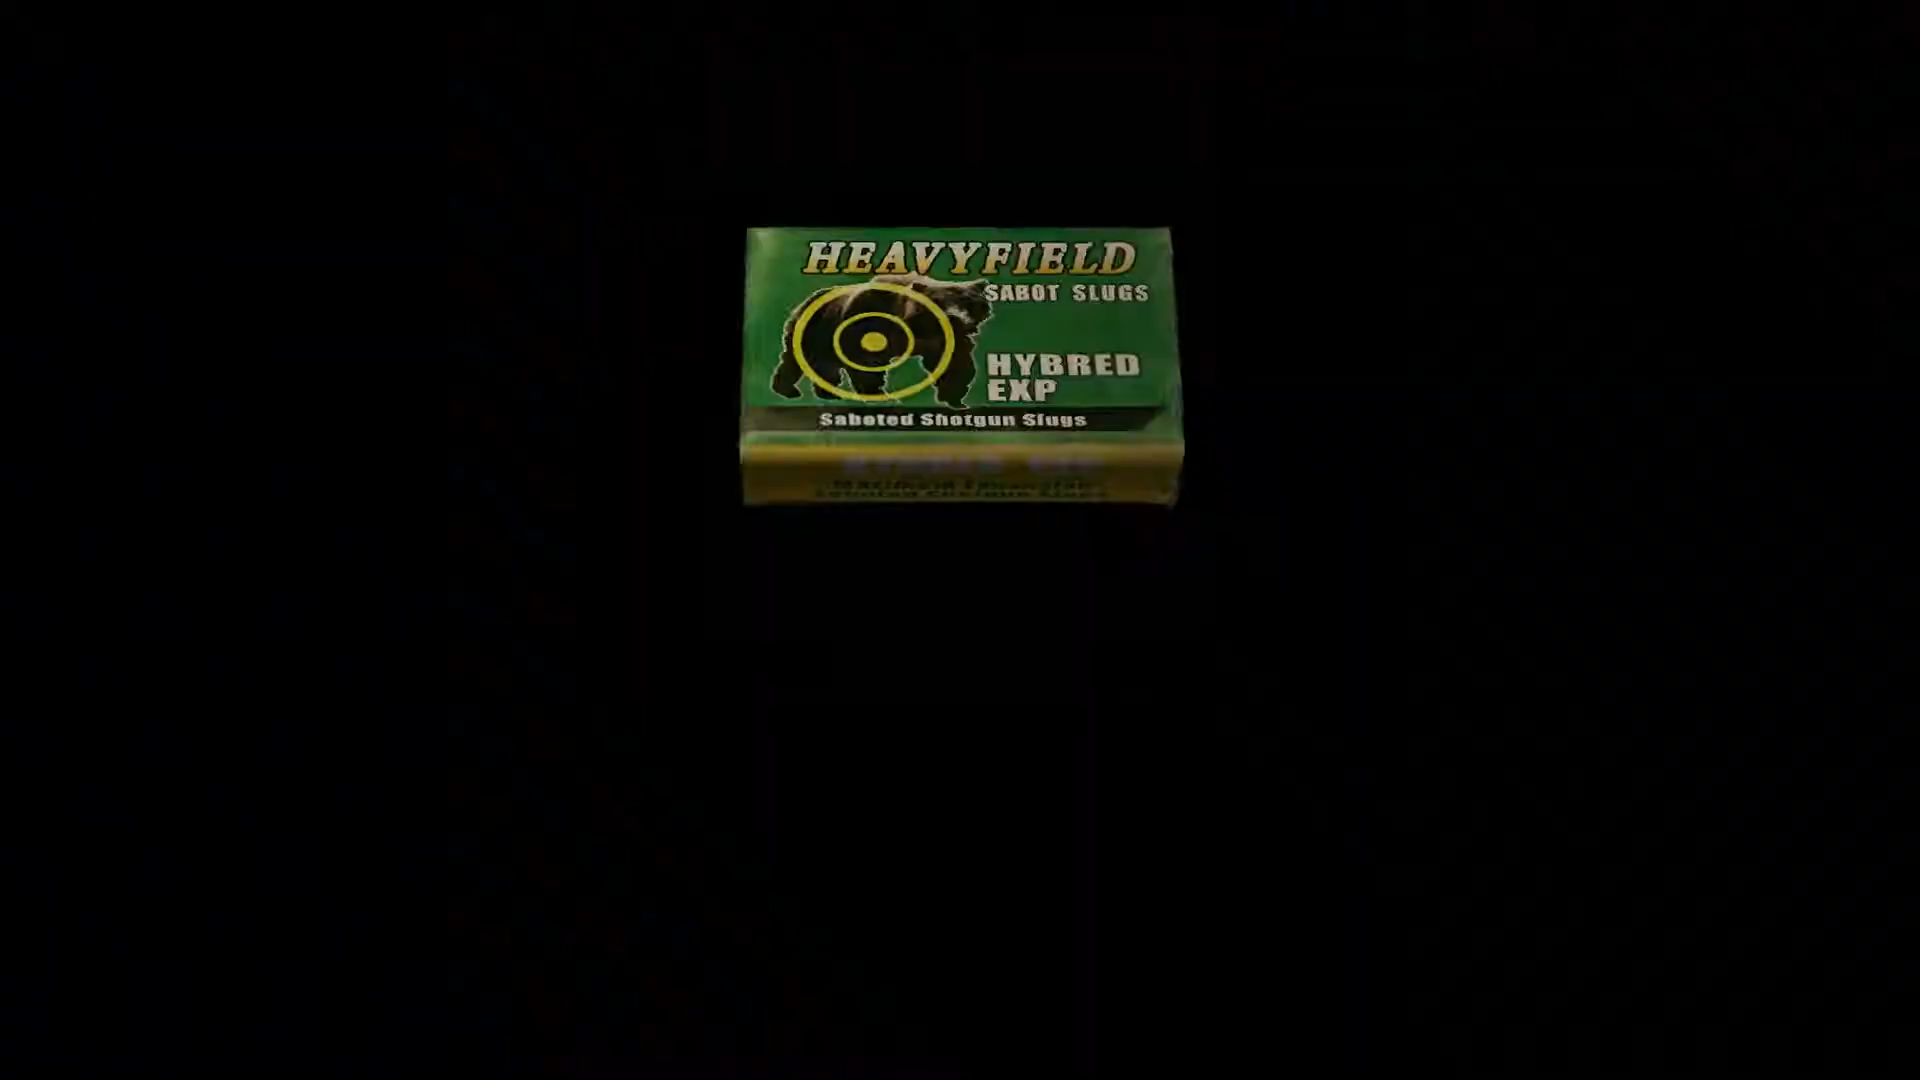 HEAVYFIELD
SABOT SLUGS
HYBRED
EXP
Saboted Shotgun Slugs